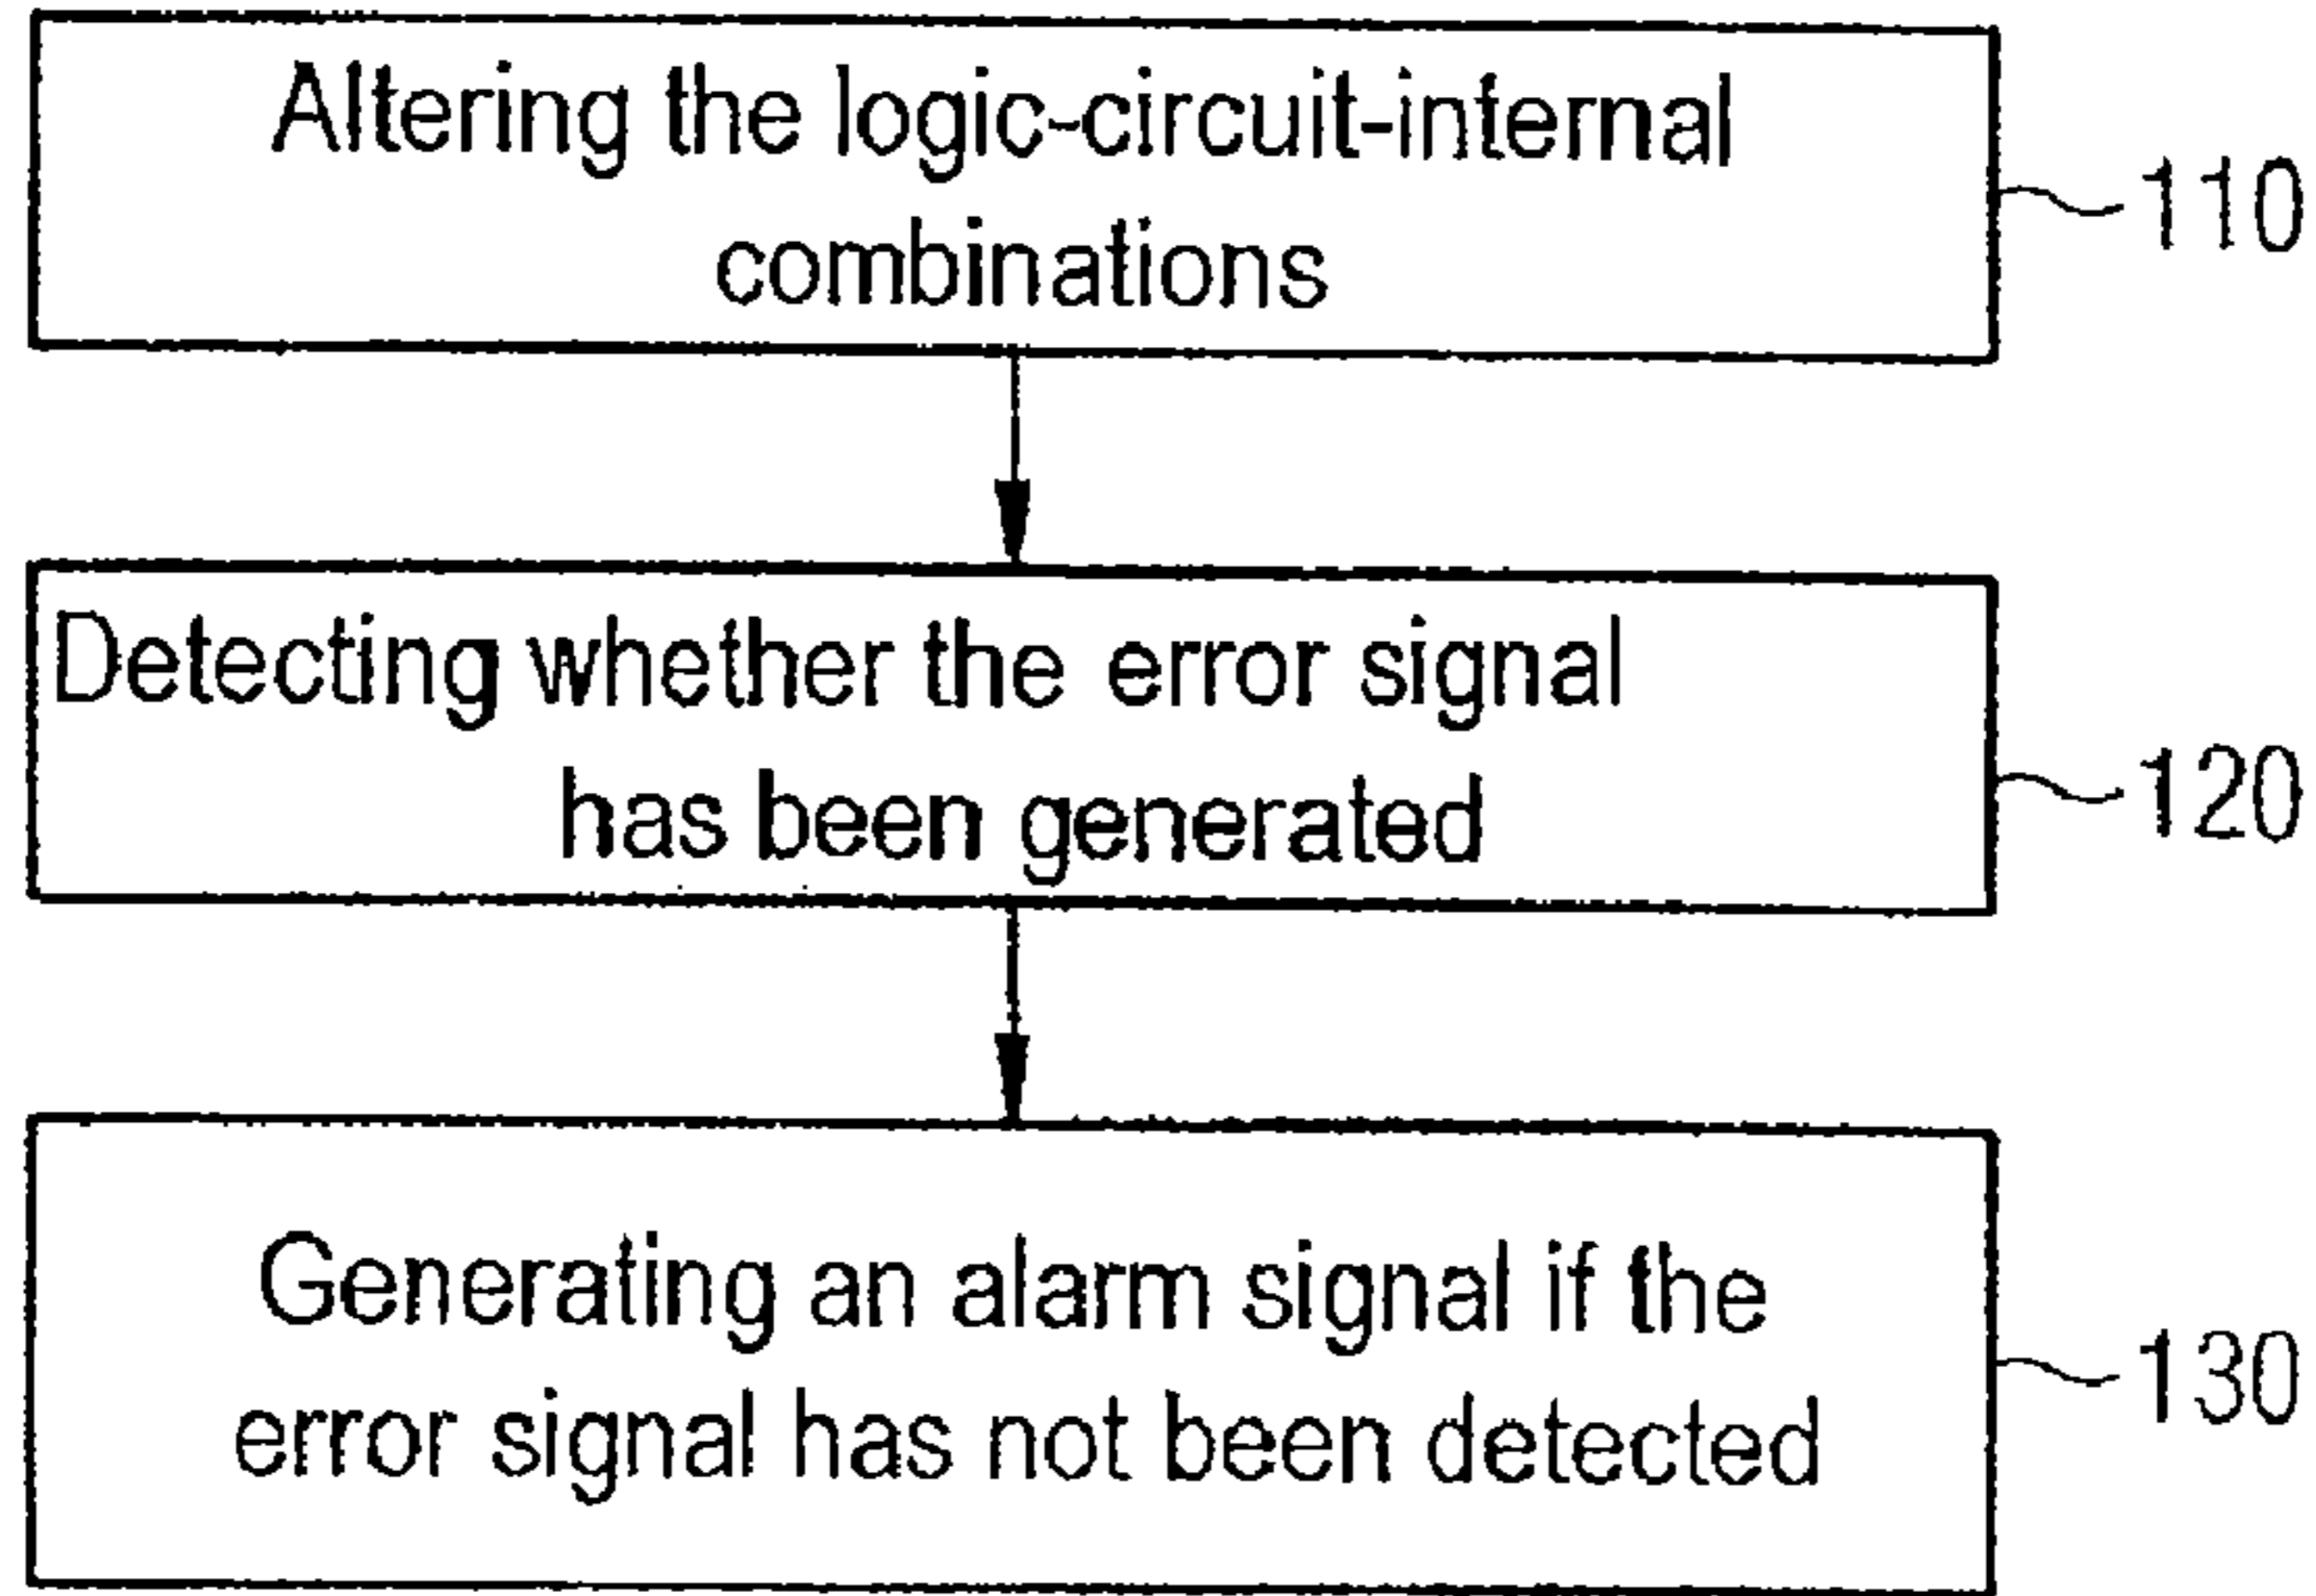 Altering the logic-circuit-internal
combinations
110
Detecting whether the error signal
has been generated
120
Generating an alarm signal if the
error signal has not been detected
130